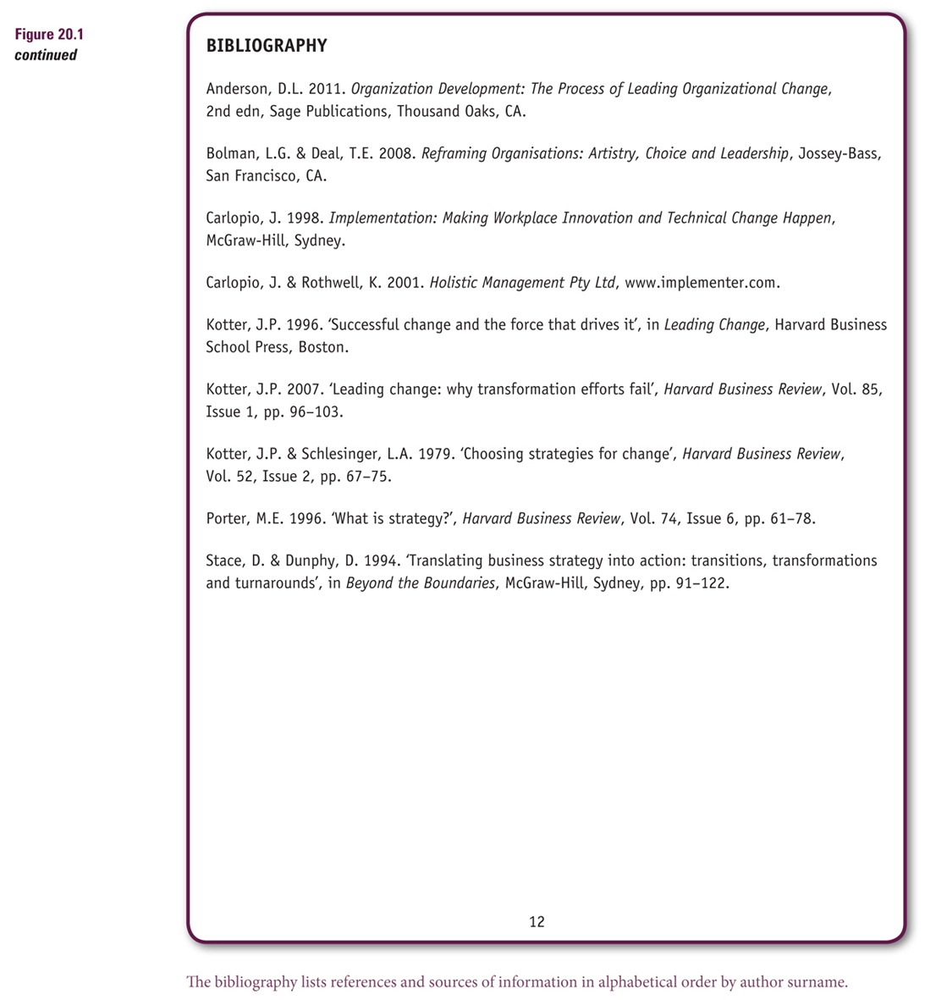 Figure 20.1
continued
BIBLIOGRAPHY
Anderson, D.L. 2011. Organization Development: The Process of Leading Organizational Change,
2nd edn, Sage Publications, Thousand Oaks, CA.
Bolman, L.G. & Deal, T.E. 2008. Reframing Organisations: Artistry, Choice and Leadership, Jossey-Bass,
San Francisco, CA.
Carlopio, J. 1998. Implementation: Making Workplace Innovation and Technical Change Happen,
McGraw-Hill, Sydney.
Carlopio, J. & Rothwell, K. 2001. Holistic Management Pty Ltd, www.implementer.com.
Kotter, J.P. 1996. ‘Successful change and the force that drives it’, in Leading Change, Harvard Business
School Press, Boston.
Kotter, J.P. 2007. ‘Leading change: why transformation efforts fail’, Harvard Business Review, Vol. 85,
Issue 1, pp. 96–103.
Kotter, J.P. & Schlesinger, L.A. 1979. ‘Choosing strategies for change’, Harvard Business Review,
Vol. 52, Issue 2, pp. 67–75.
Porter, M.E. 1996. ‘What is strategy?’, Harvard Business Review, Vol. 74, Issue 6, pp. 61–78.
Stace, D. & Dunphy, D. 1994. ‘Translating business strategy into action: transitions, transformations
and turnarounds’, in Beyond the Boundaries, McGraw-Hill, Sydney, pp. 91–122.
12
The bibliography lists references and sources of information in alphabetical order by author surname.